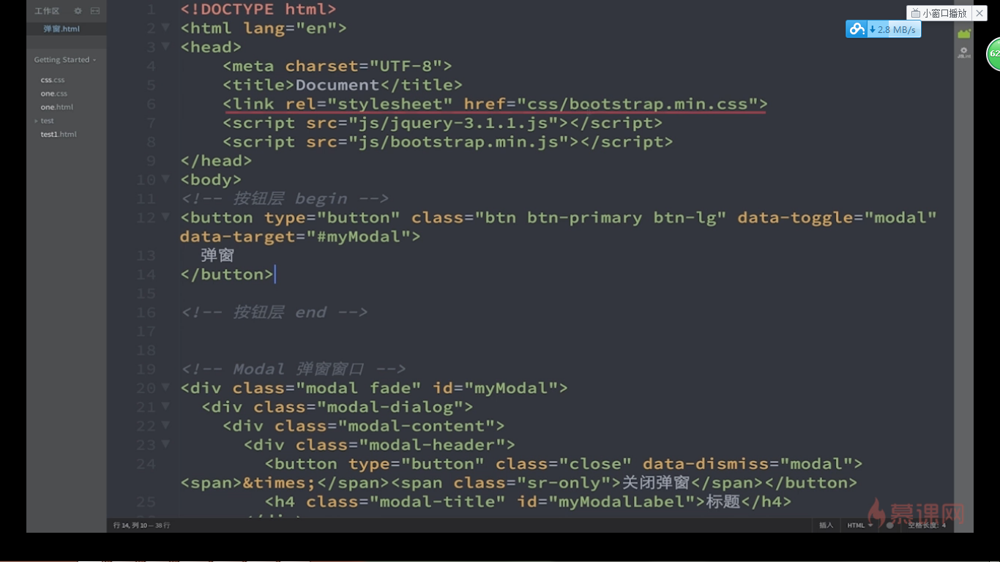 工作区
弹窗.html
Getting Started
css.css
one.css
one.html
test
test1.html
小窗口播放
2.8 MB/s
62
1 <!DOCTYPE html>
2 <html lang="en">
3 <head>
4 <meta charset="UTF-8">
5 <title>Document</title>
6 <link rel="stylesheet" href="css/bootstrap.min.css">
7 <script src="js/jquery-3.1.1.js"></script>
8 <script src="js/bootstrap.min.js"></script>
9 </head>
10 <body>
11 <!-- 按钮层 begin -->
12 <button type="button" class="btn btn-primary btn-lg" data-toggle="modal"
data-target="#myModal">
13 弹窗
14 </button>
15
16 <!-- 按钮层 end -->
17
18
19 <!-- Modal 弹窗窗口 -->
20 <div class="modal fade" id="myModal">
21 <div class="modal-dialog">
22 <div class="modal-content">
23 <div class="modal-header">
24 <button type="button" class="close" data-dismiss="modal">
<span>&times;</span><span class="sr-only">关闭弹窗</span></button>
25 <h4 class="modal-title" id="myModalLabel">标题</h4>
慕课网
行 14, 列 10 — 38 行
插入
HTML
空格长度: 4